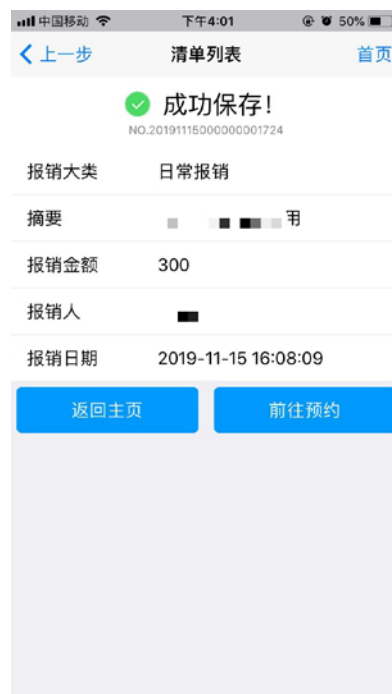 中国移动 下午4:01 50%
上一步 清单列表 首页
成功保存!
NO.20191115000000001724
报销大类 日常报销
摘要 用
报销金额 300
报销人
报销日期 2019-11-15 16:08:09
返回主页 前往预约